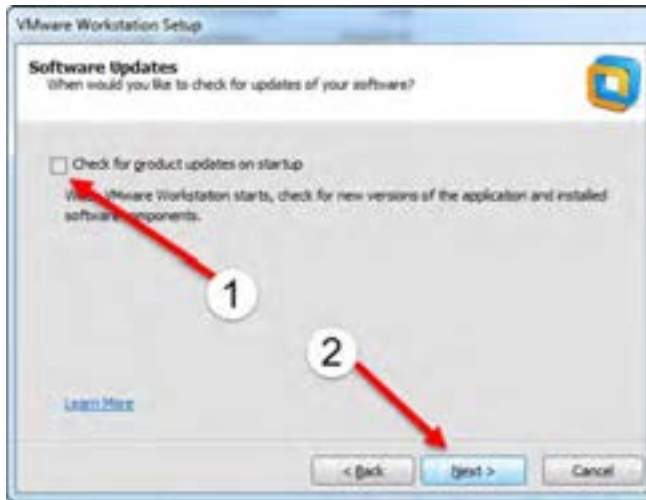 VMware Workstation Setup
Software Updates
When would you like to check for updates of your software?
Check for product updates on startup
When VMware Workstation starts, check for new versions of the application and installed
software components.
1
2
Learn More
< Back
Next >
Cancel